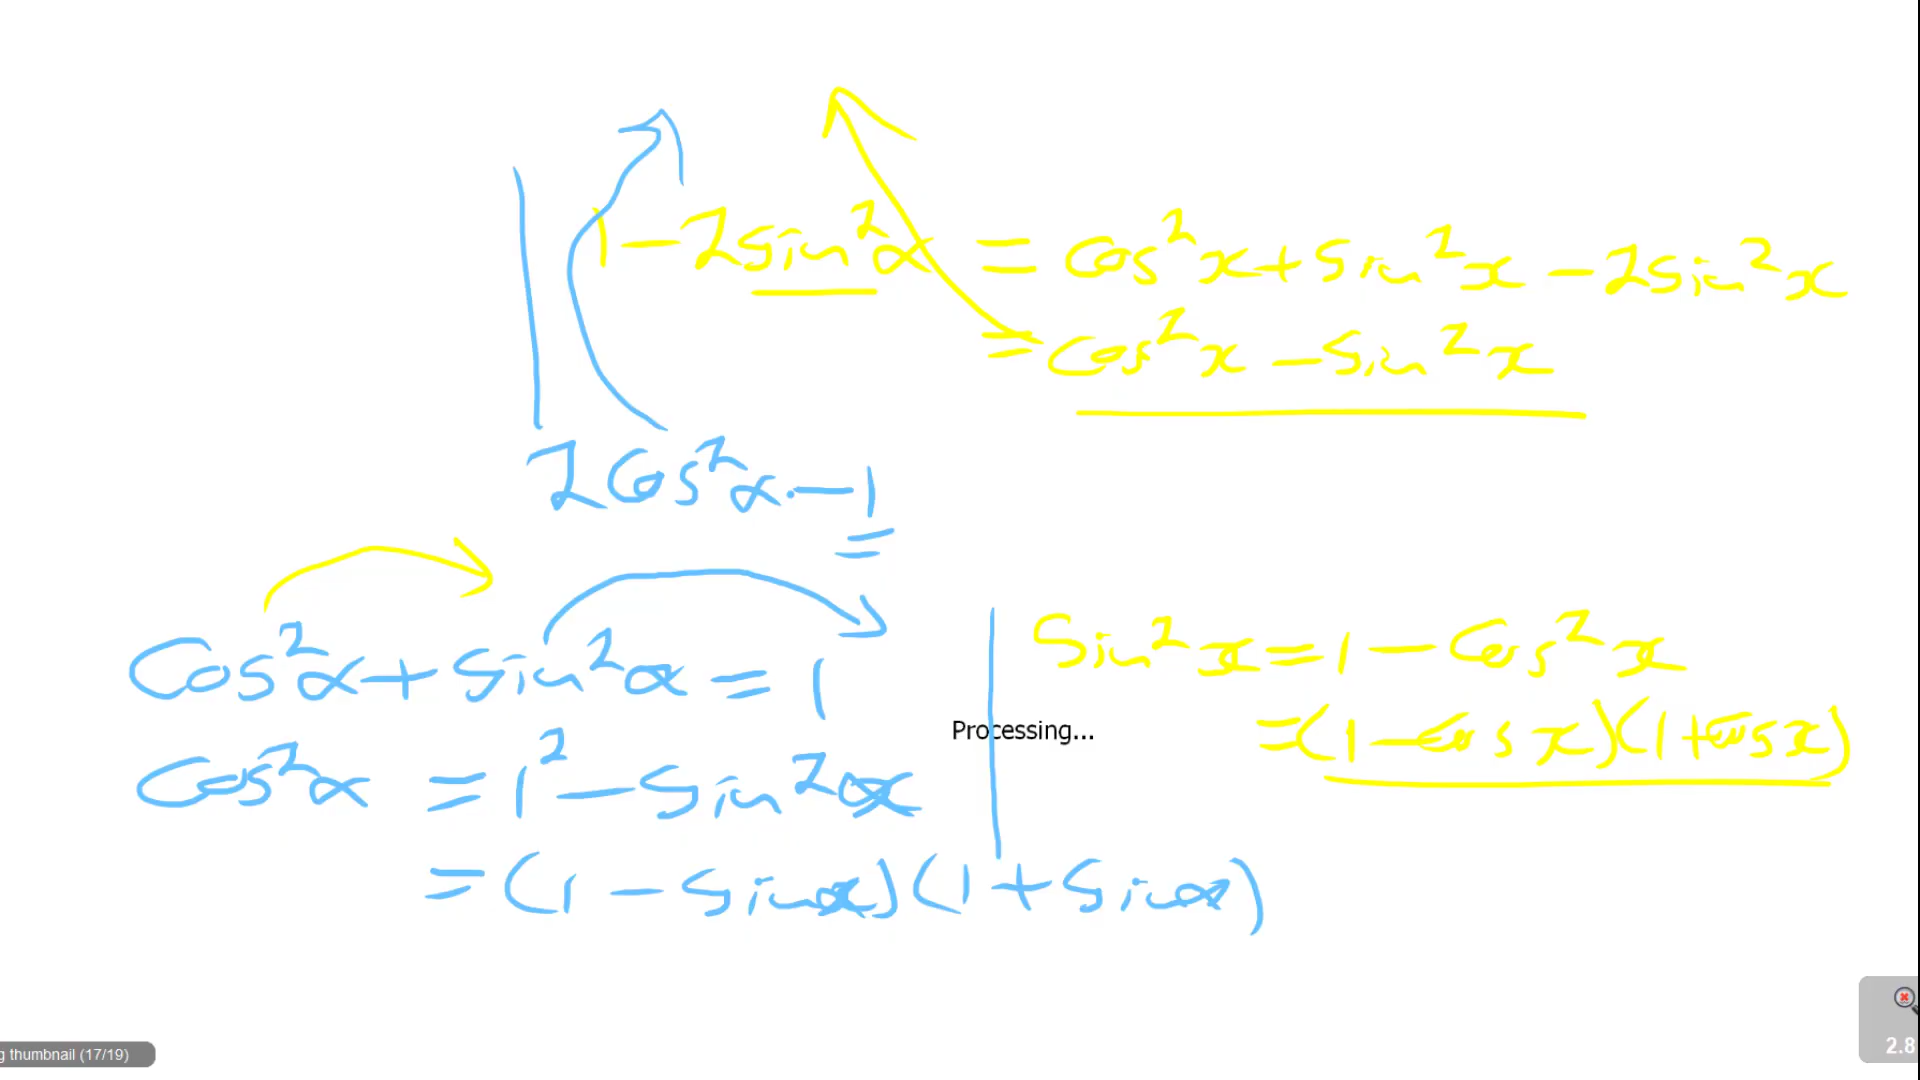 1 - 2sin²α = cos²x + sin²x - 2sin²x
= cos²x - sin²x
2cos²α - 1
cos²α + sin²α = 1
cos²α = 1² - sin²α
= (1 - sinα)(1 + sinα)
sin²x = 1 - cos²x
= (1 - cos x)(1 + cos x)
Processing...
g thumbnail (17/19)
2.8